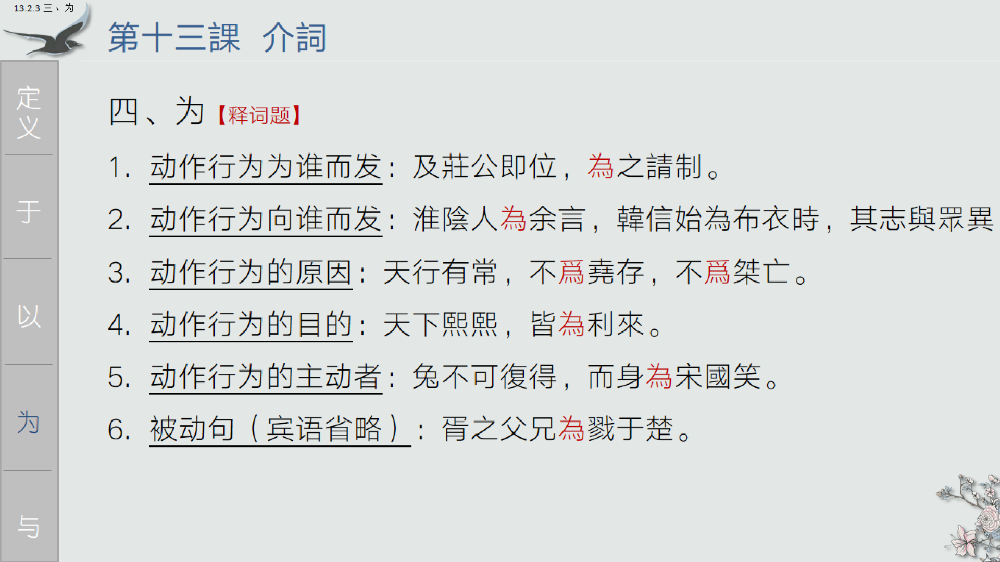 13.2.3 三、为
第十三課 介詞
定义
于
以
为
与
四、为【释词题】
1. 动作行为为谁而发：及莊公即位，為之請制。
2. 动作行为向谁而发：淮陰人為余言，韓信始為布衣時，其志與眾異
3. 动作行为的原因：天行有常，不爲堯存，不爲桀亡。
4. 动作行为的目的：天下熙熙，皆為利來。
5. 动作行为的主动者：兔不可復得，而身為宋國笑。
6. 被动句（宾语省略）：胥之父兄為戮于楚。